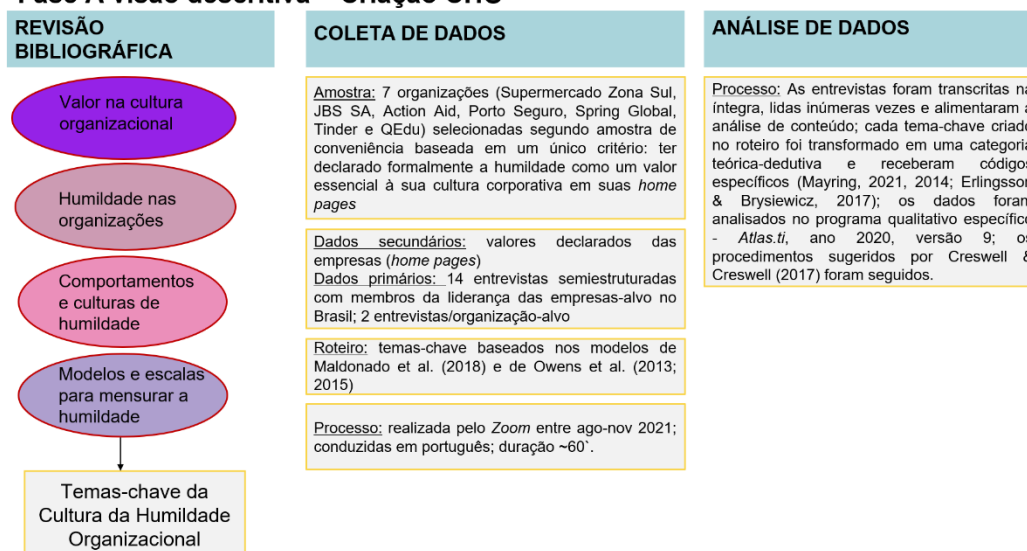 Fase A visão descritiva – Criação CHO
REVISÃO
BIBLIOGRÁFICA
Valor na cultura
organizacional
Humildade nas
organizações
Comportamentos
e culturas de
humildade
Modelos e escalas
para mensurar a
humildade
Temas-chave da
Cultura da Humildade
Organizacional
COLETA DE DADOS
Amostra: 7 organizações (Supermercado Zona Sul,
JBS SA, Action Aid, Porto Seguro, Spring Global,
Tinder e QEdu) selecionadas segundo amostra de
conveniência baseada em um único critério: ter
declarado formalmente a humildade como um valor
essencial à sua cultura corporativa em suas home
pages
Dados secundários: valores declarados das
empresas (home pages)
Dados primários: 14 entrevistas semiestruturadas
com membros da liderança das empresas-alvo no
Brasil; 2 entrevistas/organização-alvo
Roteiro: temas-chave baseados nos modelos de
Maldonado et al. (2018) e de Owens et al. (2013;
2015)
Processo: realizada pelo Zoom entre ago-nov 2021;
conduzidas em português; duração ~60`.
ANÁLISE DE DADOS
Processo: As entrevistas foram transcritas na
íntegra, lidas inúmeras vezes e alimentaram a
análise de conteúdo; cada tema-chave criado
no roteiro foi transformado em uma categoria
teórica-dedutiva e receberam códigos
específicos (Mayring, 2021, 2014; Erlingsson
& Brysiewicz, 2017); os dados foram
analisados no programa qualitativo específico
- Atlas.ti, ano 2020, versão 9; os
procedimentos sugeridos por Creswell &
Creswell (2017) foram seguidos.